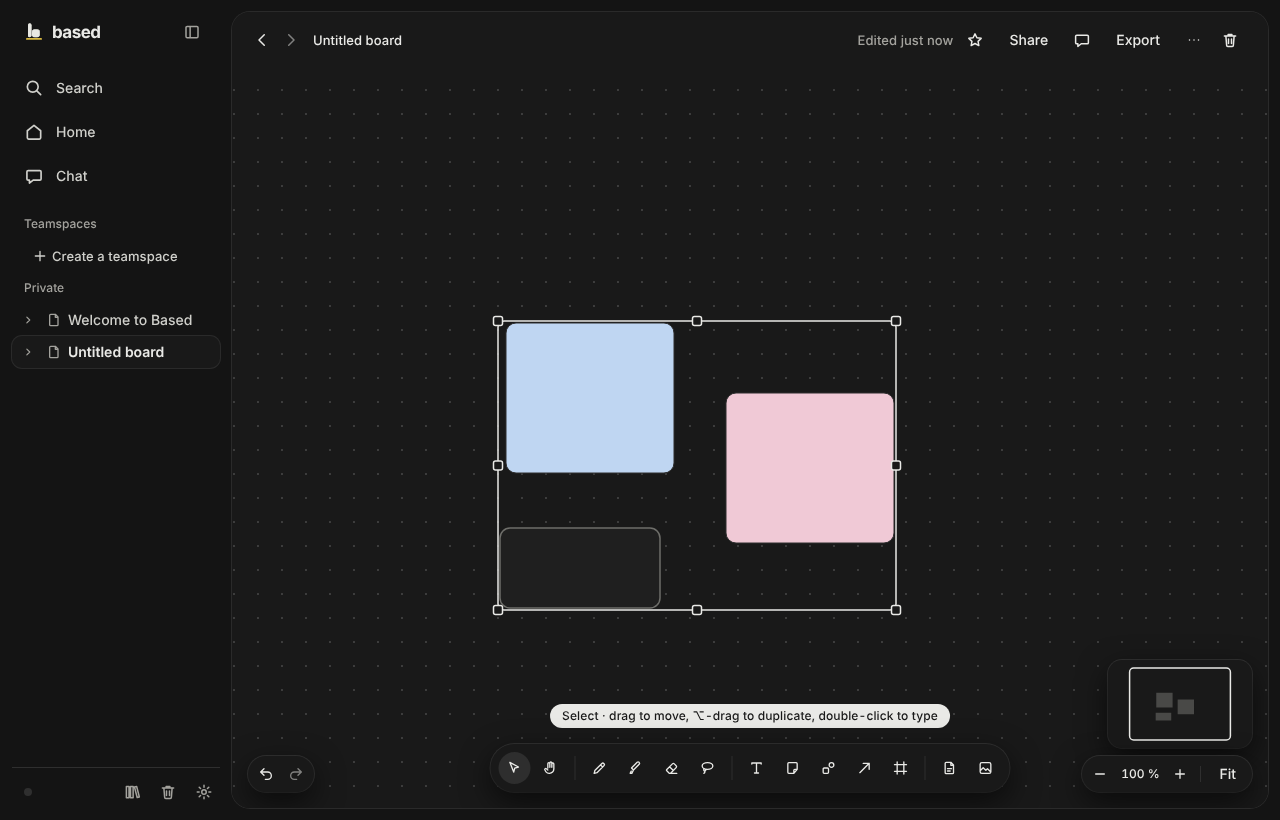 based
Search
Home
Chat
Teamspaces
Create a teamspace
Private
Welcome to Based
Untitled board
Untitled board
Edited just now
Share
Export
Select · drag to move, ⌥-drag to duplicate, double-click to type
100 %
Fit